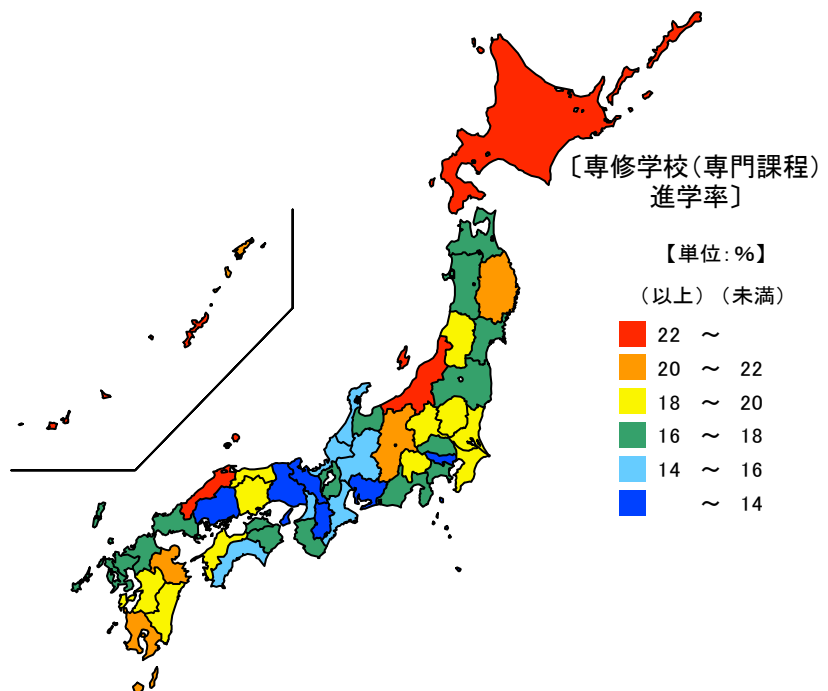 〔専修学校(専門課程)
進学率〕
【単位:%】
(以上) (未満)
22 ～
20 ～ 22
18 ～ 20
16 ～ 18
14 ～ 16
～ 14